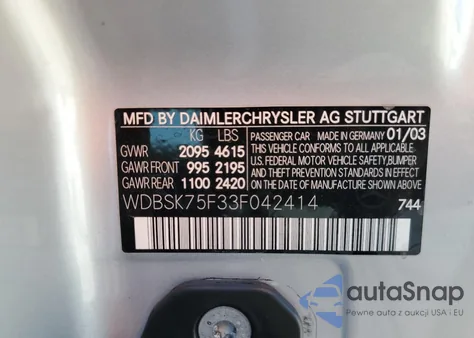 MFD BY DAIMLERCHRYSLER AG STUTTGART
KG LBS PASSENGER CAR MADE IN GERMANY 01/03
GVWR 2095 4615 THIS VEHICLE CONFORMS TO ALL APPLICABLE
GAWR FRONT 995 2195 U.S. FEDERAL MOTOR VEHICLE SAFETY, BUMPER
GAWR REAR 1100 2420 AND THEFT PREVENTION STANDARDS IN EFFECT
ON THE DATE OF MANUFACTURE SHOWN ABOVE.
WDBSK75F33F042414 744
autoSnap
Pewne auta z aukcji USA i EU